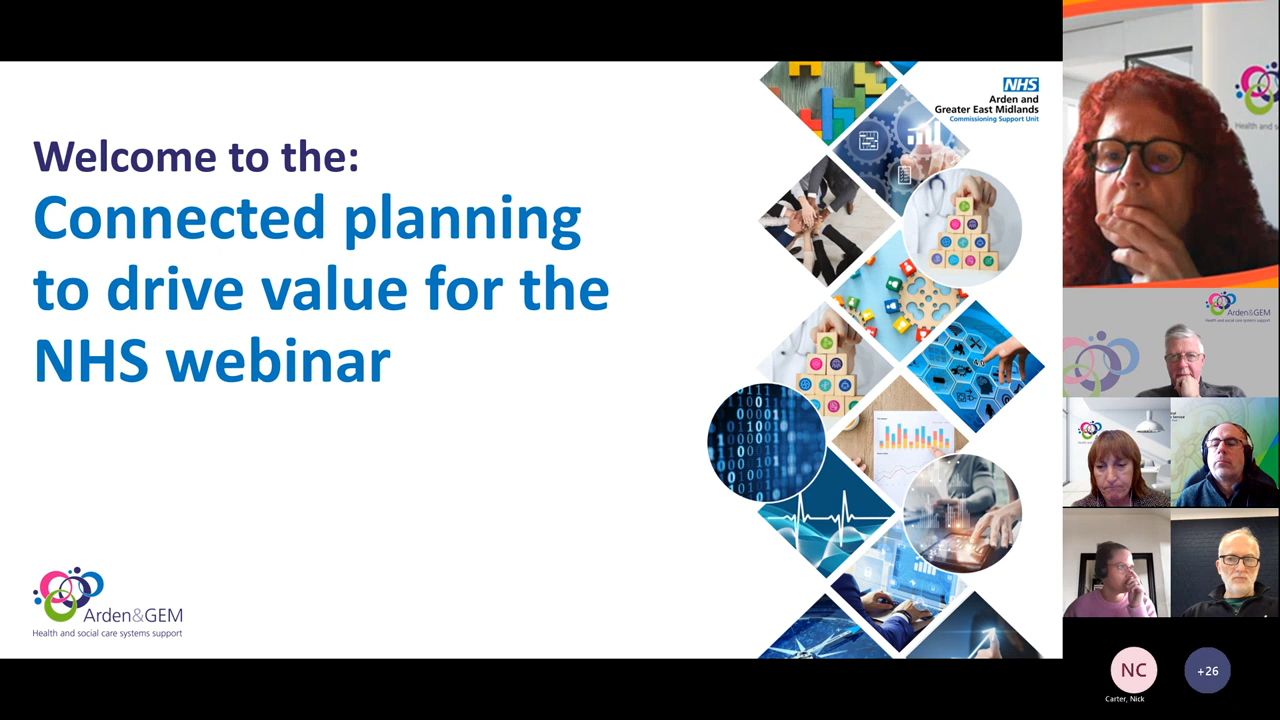 Welcome to the:
Connected planning
to drive value for the
NHS webinar
NHS
Arden and
Greater East Midlands
Commissioning Support Unit
Arden&GEM
Health and social care systems support
Health and s
Arden&GEM
Health and social care systems support
NC
+26
Carter, Nick